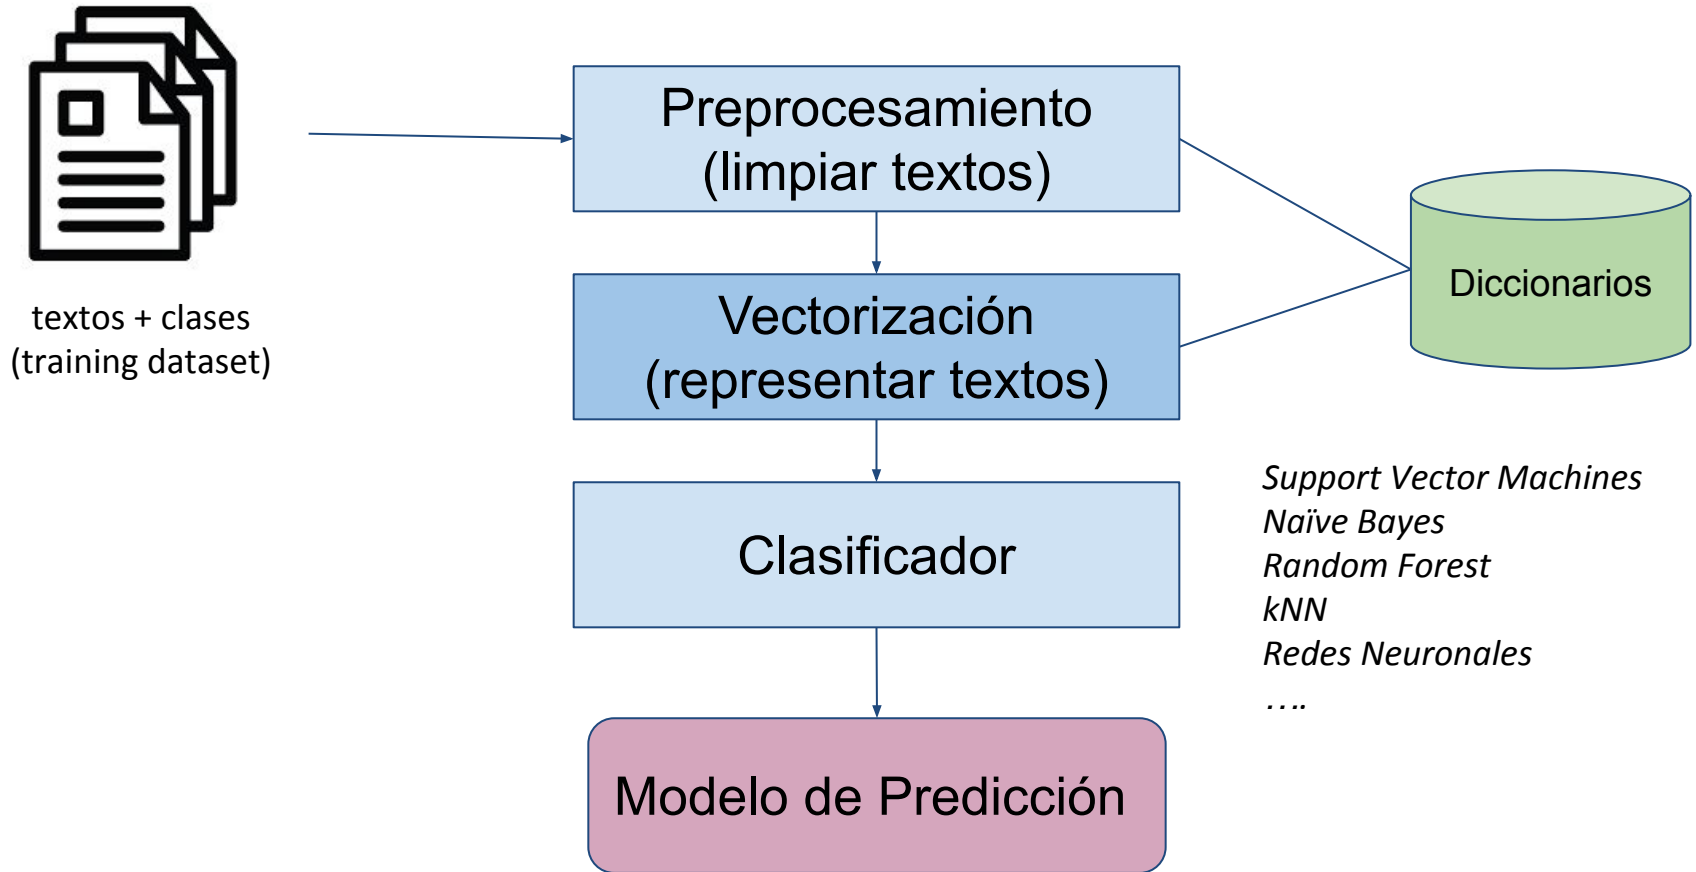 textos + clases
(training dataset)
Preprocesamiento
(limpiar textos)
Vectorización
(representar textos)
Diccionarios
Clasificador
Support Vector Machines
Naïve Bayes
Random Forest
kNN
Redes Neuronales
….
Modelo de Predicción